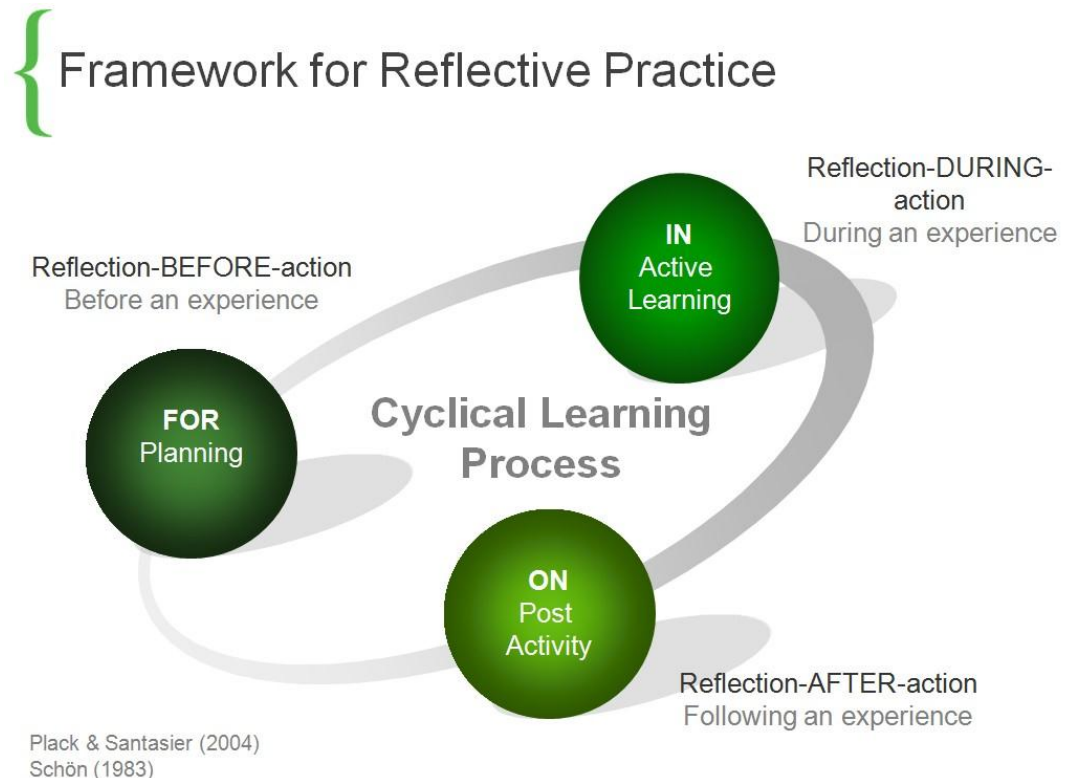 Framework for Reflective Practice
Reflection-DURING-
action
During an experience
IN
Active
Learning
Reflection-BEFORE-action
Before an experience
FOR
Planning
Cyclical Learning
Process
ON
Post
Activity
Reflection-AFTER-action
Following an experience
Plack & Santasier (2004)
Schön (1983)